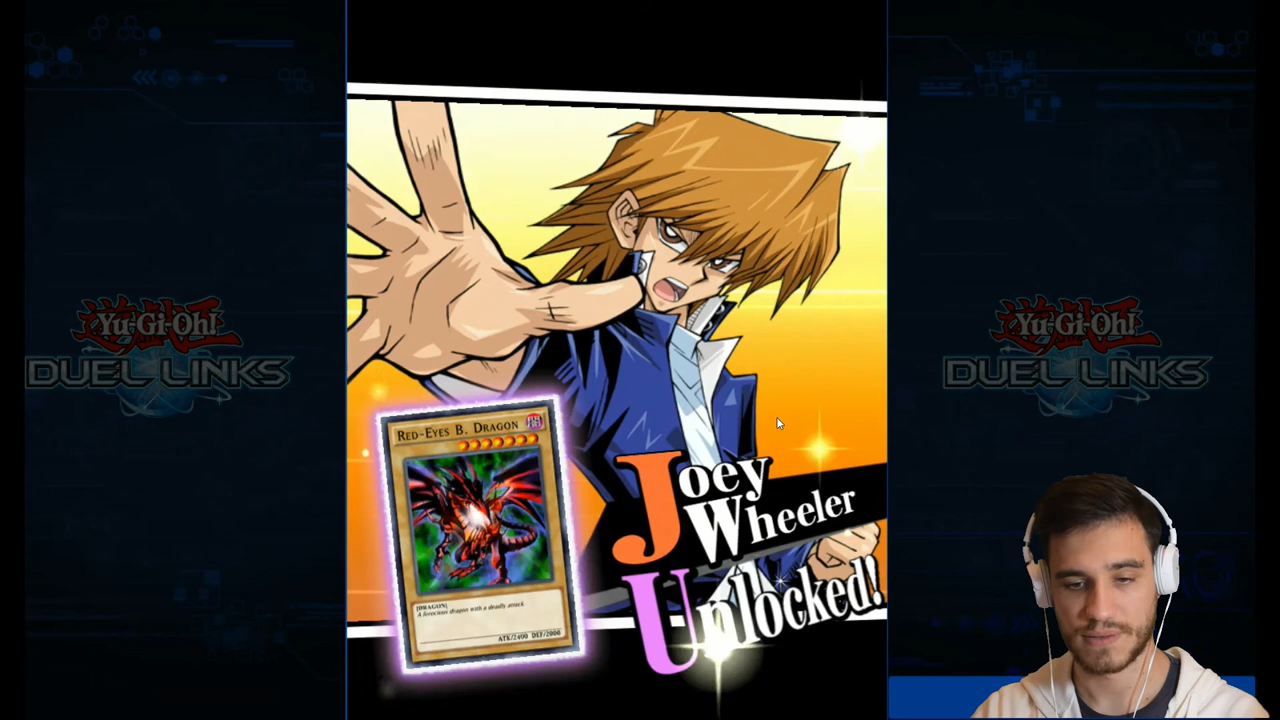 Yu-Gi-Oh!
DUEL LINKS
RED-EYES B. DRAGON
[DRAGON]
A ferocious dragon with a deadly attack.
ATK/2400 DEF/2000
Joey
Wheeler
Unlocked!
Yu-Gi-Oh!
DUEL LINKS